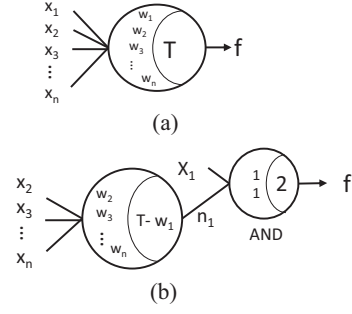 x₁
x₂
x₃
...
xₙ
w₁
w₂
w₃
...
wₙ
T
f
(a)
x₂
x₃
...
xₙ
w₂
w₃
...
wₙ
T- w₁
X₁
n₁
1
1
2
f
AND
(b)